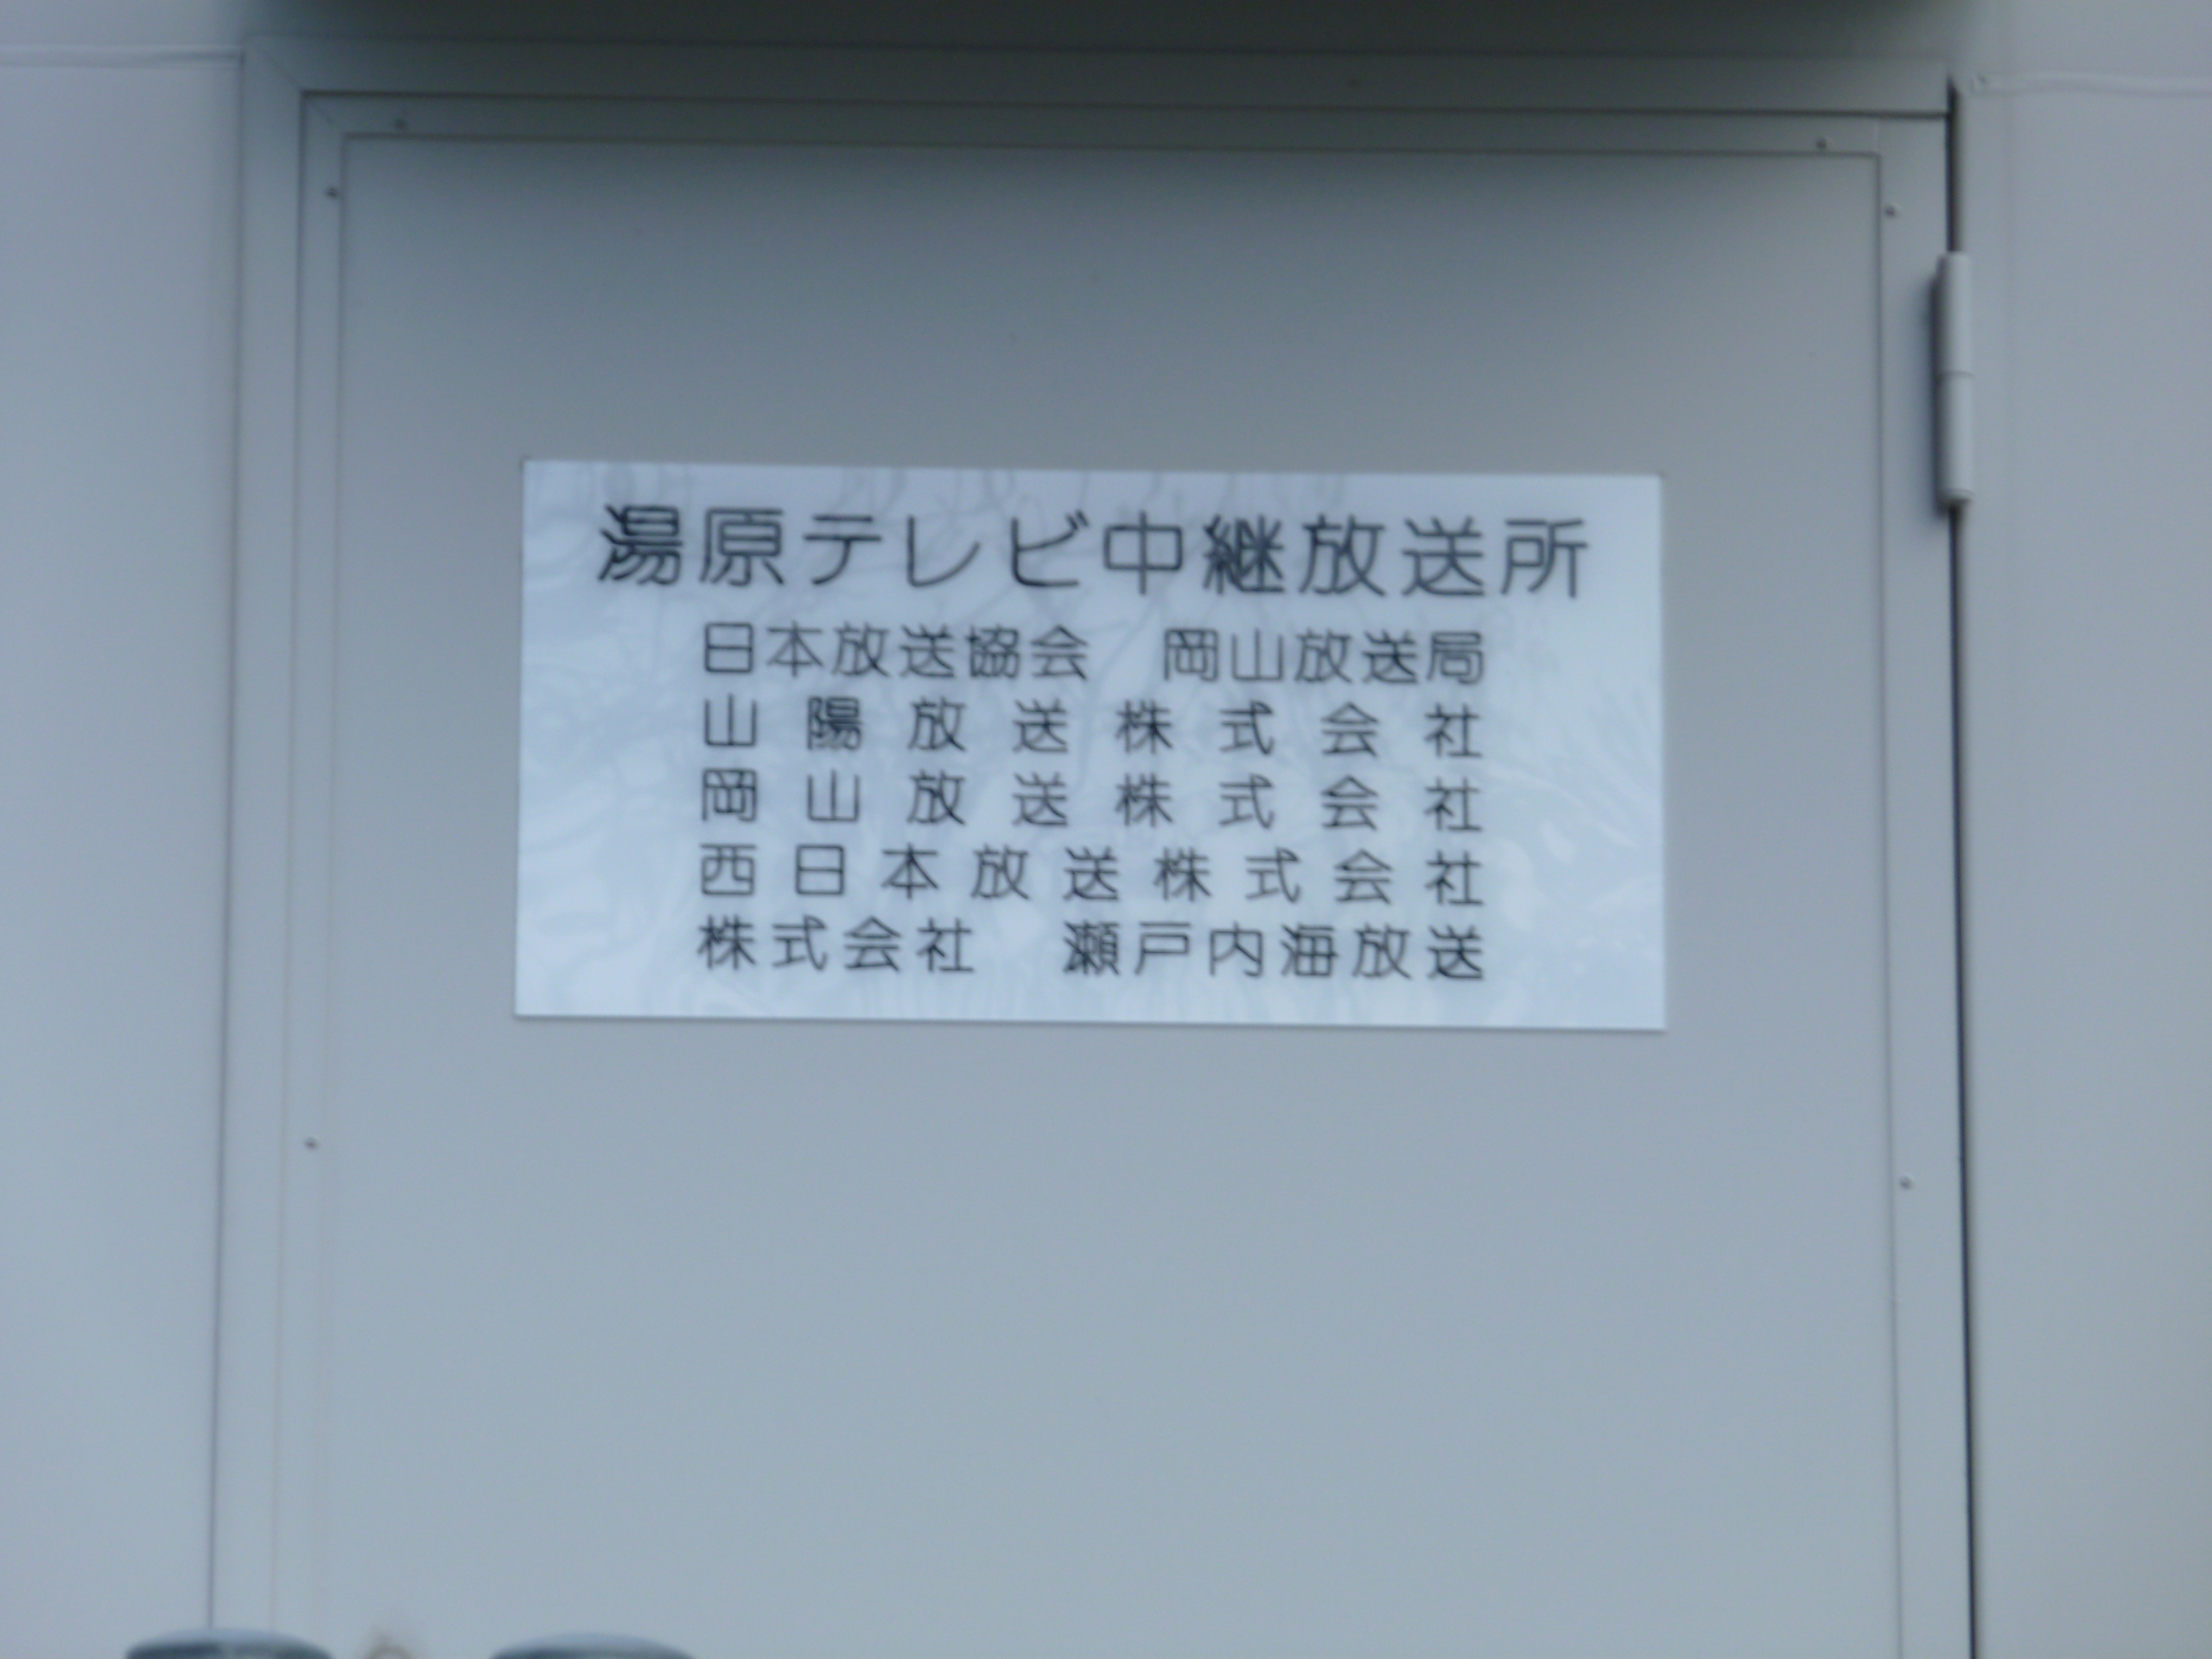 湯原テレビ中継放送所
日本放送協会　岡山放送局
山陽放送株式会社
岡山放送株式会社
西日本放送株式会社
株式会社　瀬戸内海放送